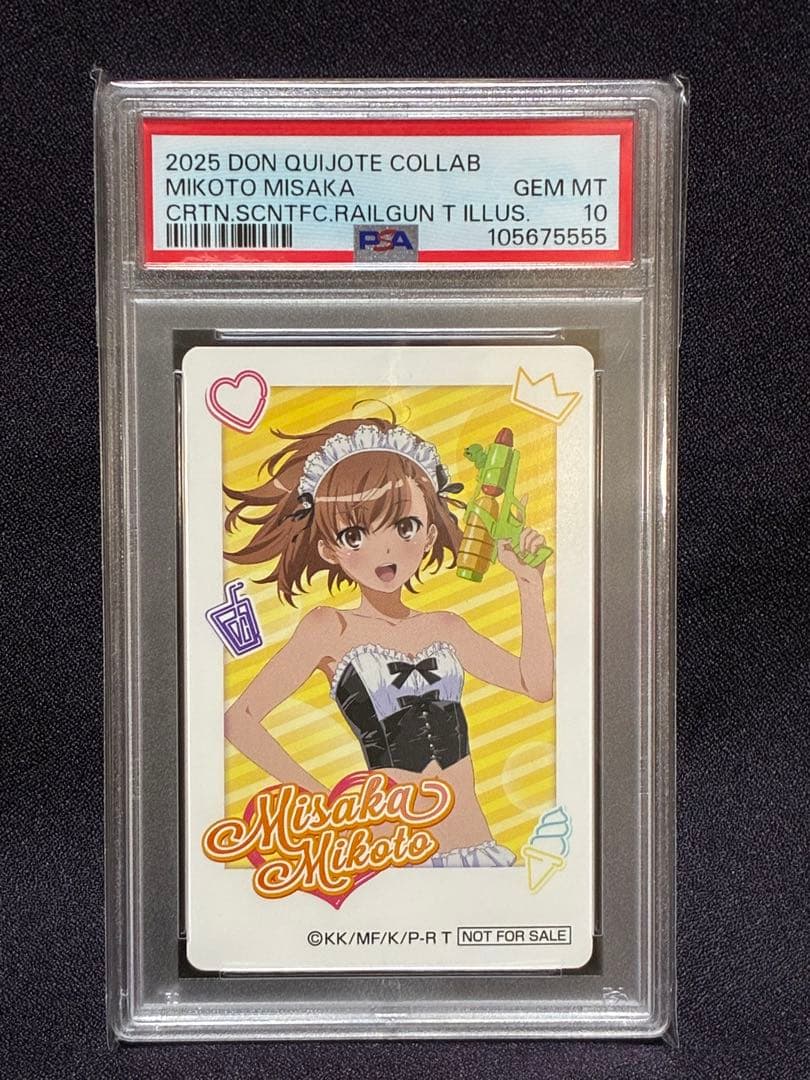 2025 DON QUIJOTE COLLAB
MIKOTO MISAKA GEM MT
CRTN.SCNTFC.RAILGUN T ILLUS. 10
PSA 105675555
Misaka
Mikoto
©KK/MF/K/P-R T NOT FOR SALE